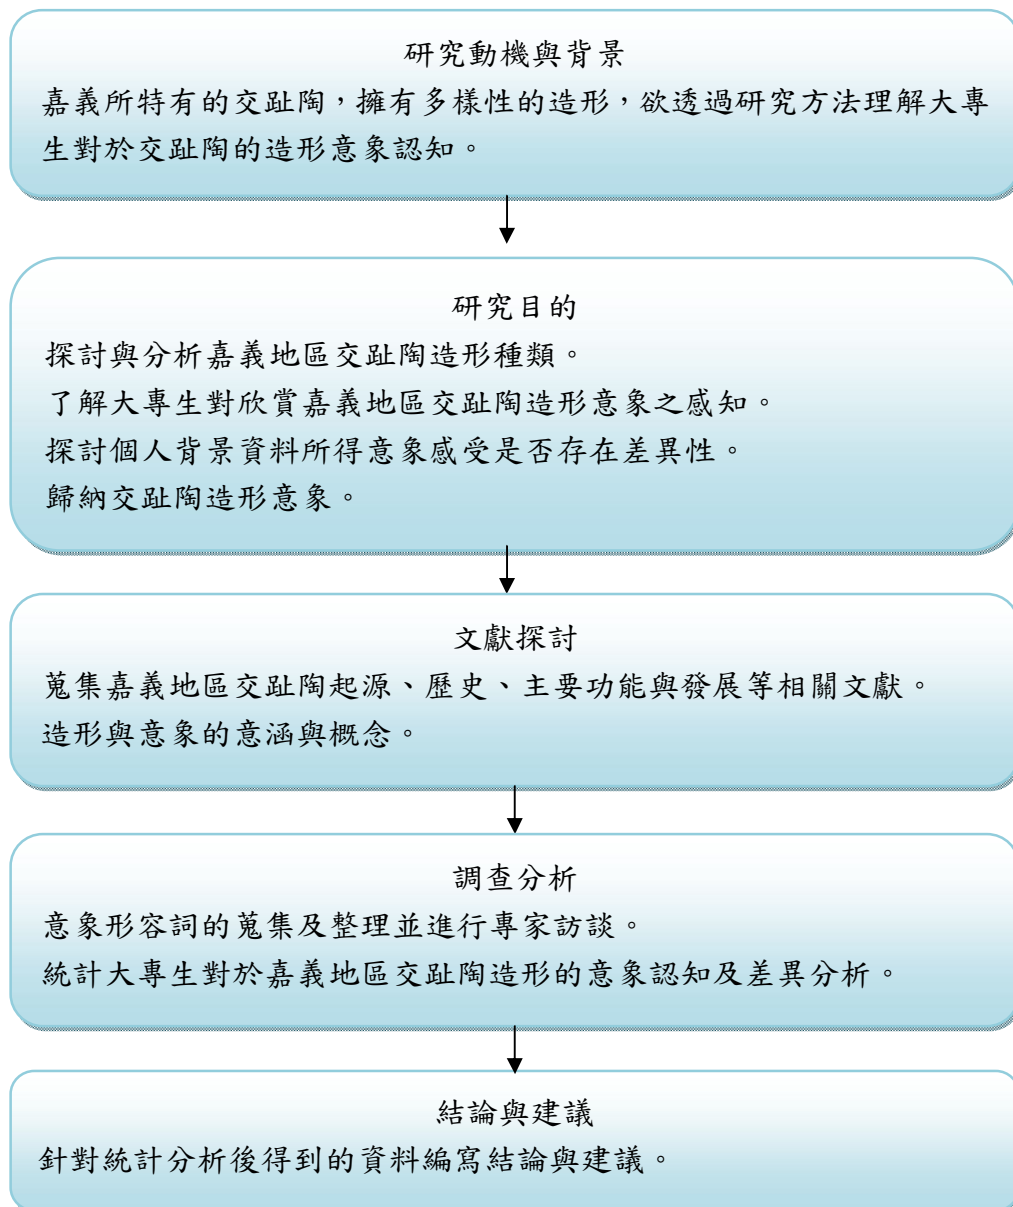 研究動機與背景
嘉義所特有的交趾陶，擁有多樣性的造形，欲透過研究方法理解大專
生對於交趾陶的造形意象認知。
研究目的
探討與分析嘉義地區交趾陶造形種類。
了解大專生對欣賞嘉義地區交趾陶造形意象之感知。
探討個人背景資料所得意象感受是否存在差異性。
歸納交趾陶造形意象。
文獻探討
蒐集嘉義地區交趾陶起源、歷史、主要功能與發展等相關文獻。
造形與意象的意涵與概念。
調查分析
意象形容詞的蒐集及整理並進行專家訪談。
統計大專生對於嘉義地區交趾陶造形的意象認知及差異分析。
結論與建議
針對統計分析後得到的資料編寫結論與建議。